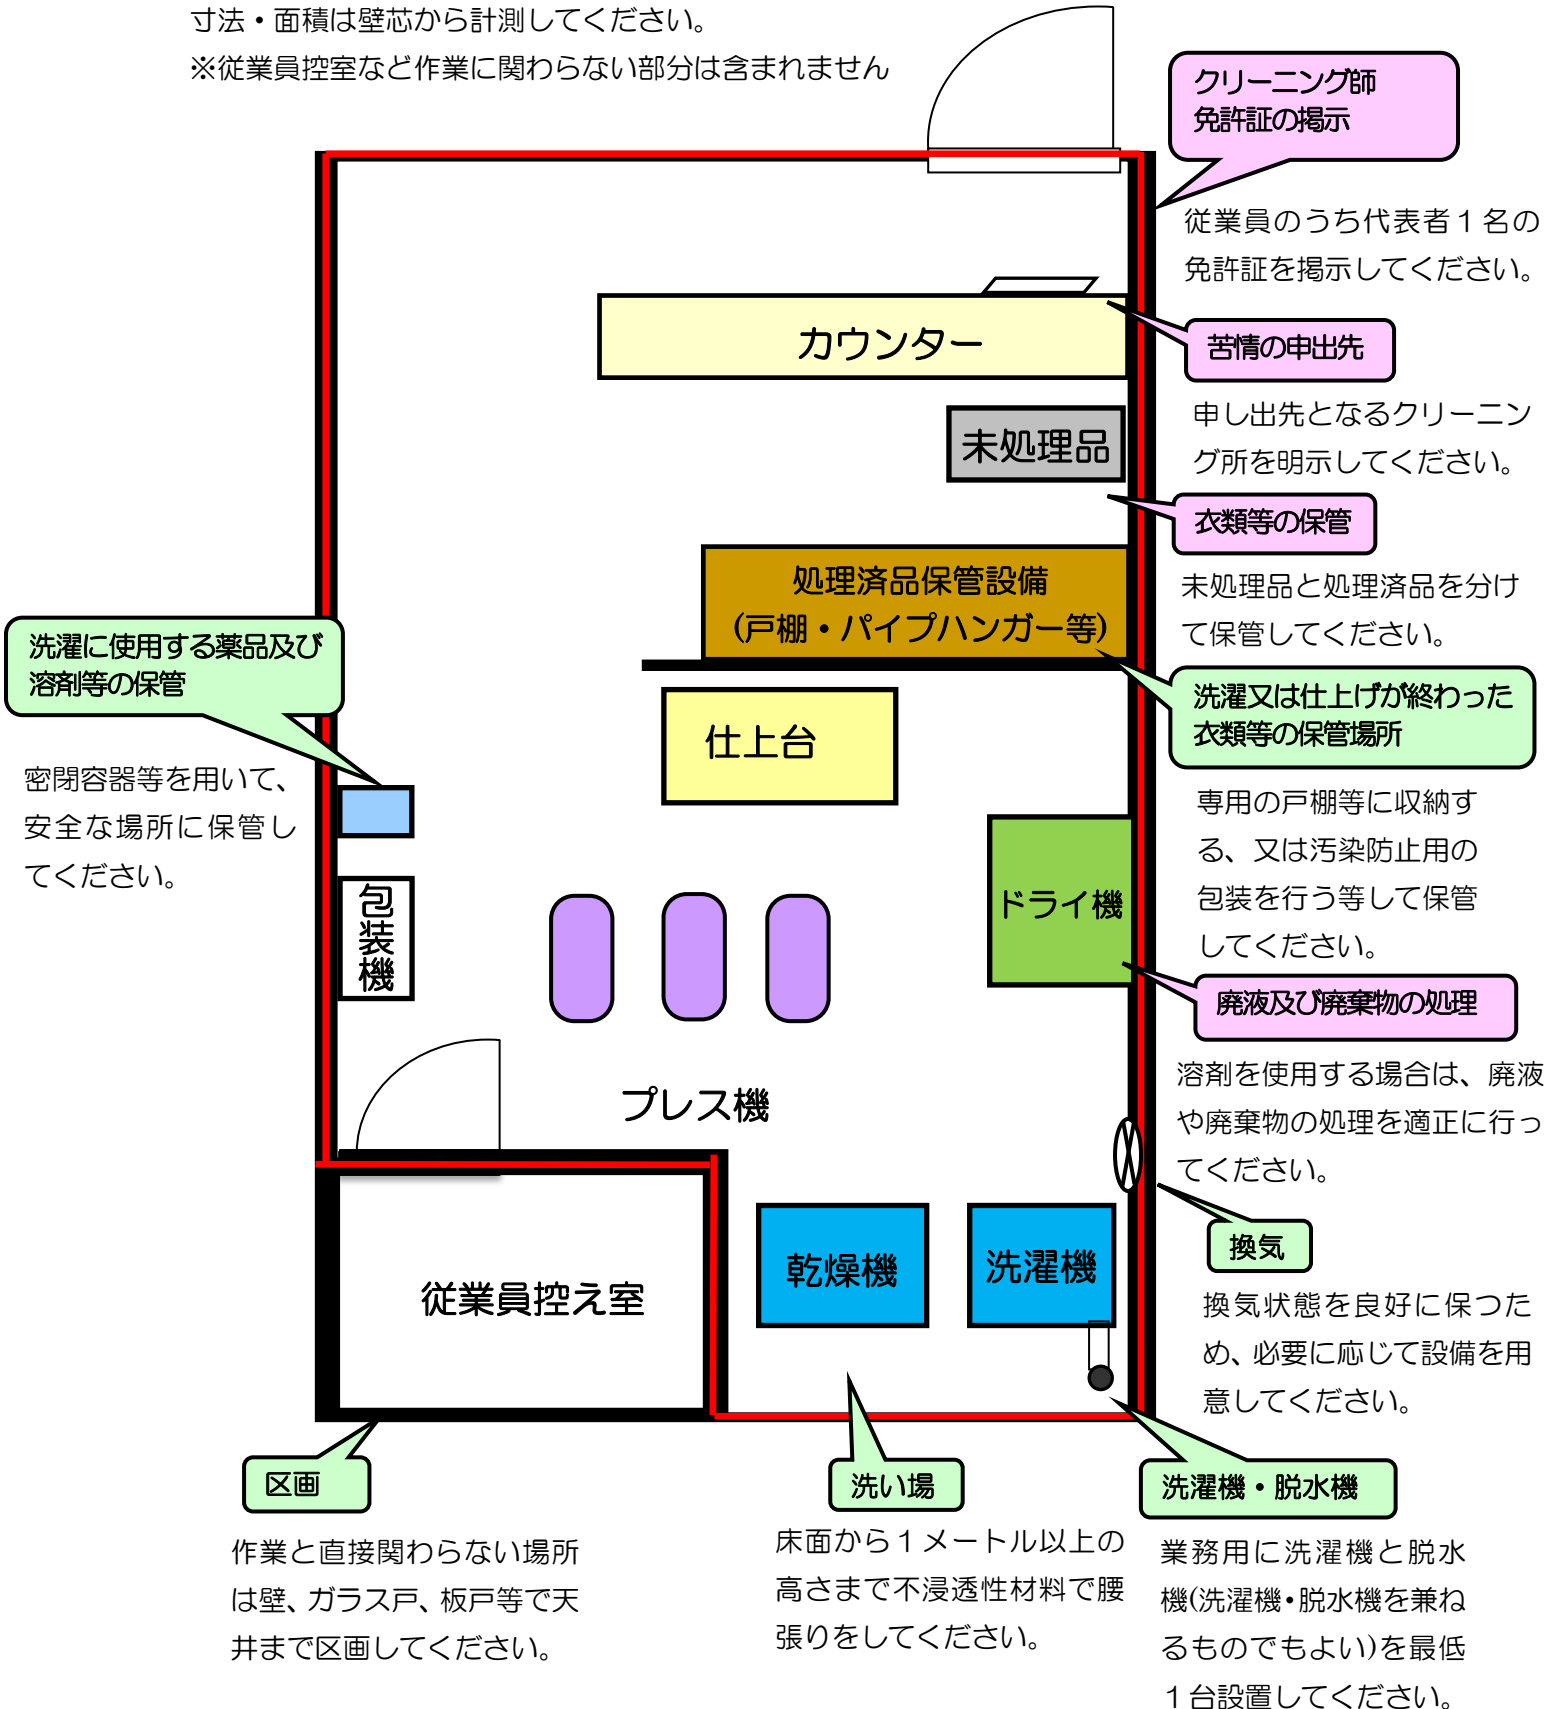 寸法・面積は壁芯から計測してください。
※従業員控室など作業に関わらない部分は含まれません
クリーニング師
免許証の掲示
従業員のうち代表者１名の
免許証を掲示してください。
カウンター
苦情の申出先
申し出先となるクリーニン
グ所を明示してください。
未処理品
衣類等の保管
未処理品と処理済品を分け
て保管してください。
処理済品保管設備
(戸棚・パイプハンガー等)
洗濯に使用する薬品及び
溶剤等の保管
密閉容器等を用いて、
安全な場所に保管し
てください。
洗濯又は仕上げが終わった
衣類等の保管場所
専用の戸棚等に収納す
る、又は汚染防止用の
包装を行う等して保管
してください。
仕上台
ドライ機
包装機
廃液及び廃棄物の処理
溶剤を使用する場合は、廃液
や廃棄物の処理を適正に行っ
てください。
プレス機
換気
換気状態を良好に保つた
め、必要に応じて設備を用
意してください。
乾燥機
洗濯機
従業員控え室
区画
作業と直接関わらない場所
は壁、ガラス戸、板戸等で天
井まで区画してください。
洗い場
床面から１メートル以上の
高さまで不浸透性材料で腰
張りをしてください。
洗濯機・脱水機
業務用に洗濯機と脱水
機(洗濯機・脱水機を兼ね
るものでもよい)を最低
１台設置してください。